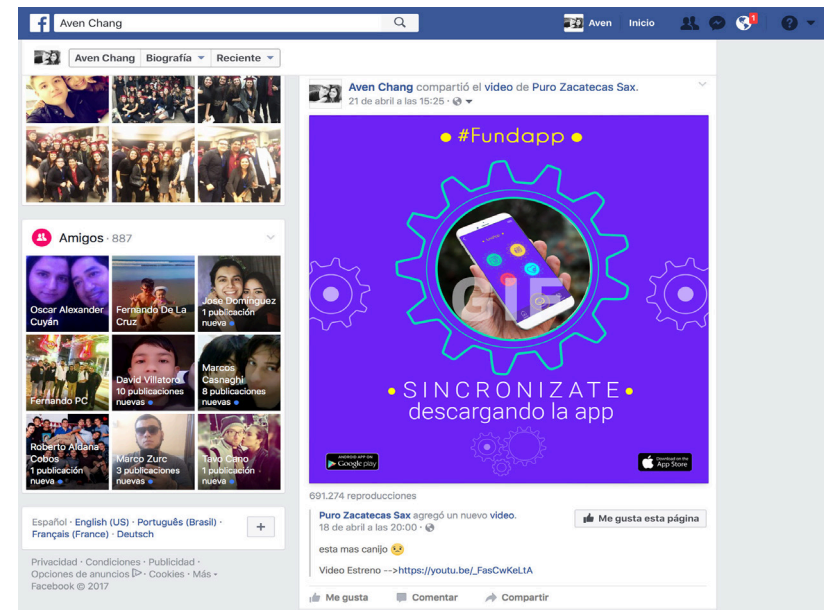 Aven Chang
Aven
Inicio
1
Aven Chang
Biografía
Reciente
Amigos · 887
Oscar Alexander
Cuyán
Fernando De La
Cruz
Jose Dominguez
1 publicación
nueva
Fernando PC
David Villatoro
10 publicaciones
nuevas
Marcos
Casnaghi
8 publicaciones
nuevas
Roberto Aldana
Cobos
1 publicación
nueva
Marco Zurc
3 publicaciones
nuevas
Tavo Cano
1 publicación
nueva
Español · English (US) · Português (Brasil) ·
Français (France) · Deutsch
Privacidad · Condiciones · Publicidad ·
Opciones de anuncios · Cookies · Más
Facebook © 2017
Aven Chang compartió el video de Puro Zacatecas Sax.
21 de abril a las 15:25 ·
#Fundapp
GIF
SINCRONIZATE
descargando la app
ANDROID APP ON
Google play
Download on the
App Store
691.274 reproducciones
Puro Zacatecas Sax agregó un nuevo video.
18 de abril a las 20:00 ·
Me gusta esta página
esta mas canijo
Video Estreno -->https://youtu.be/_FasCwKeLtA
Me gusta
Comentar
Compartir